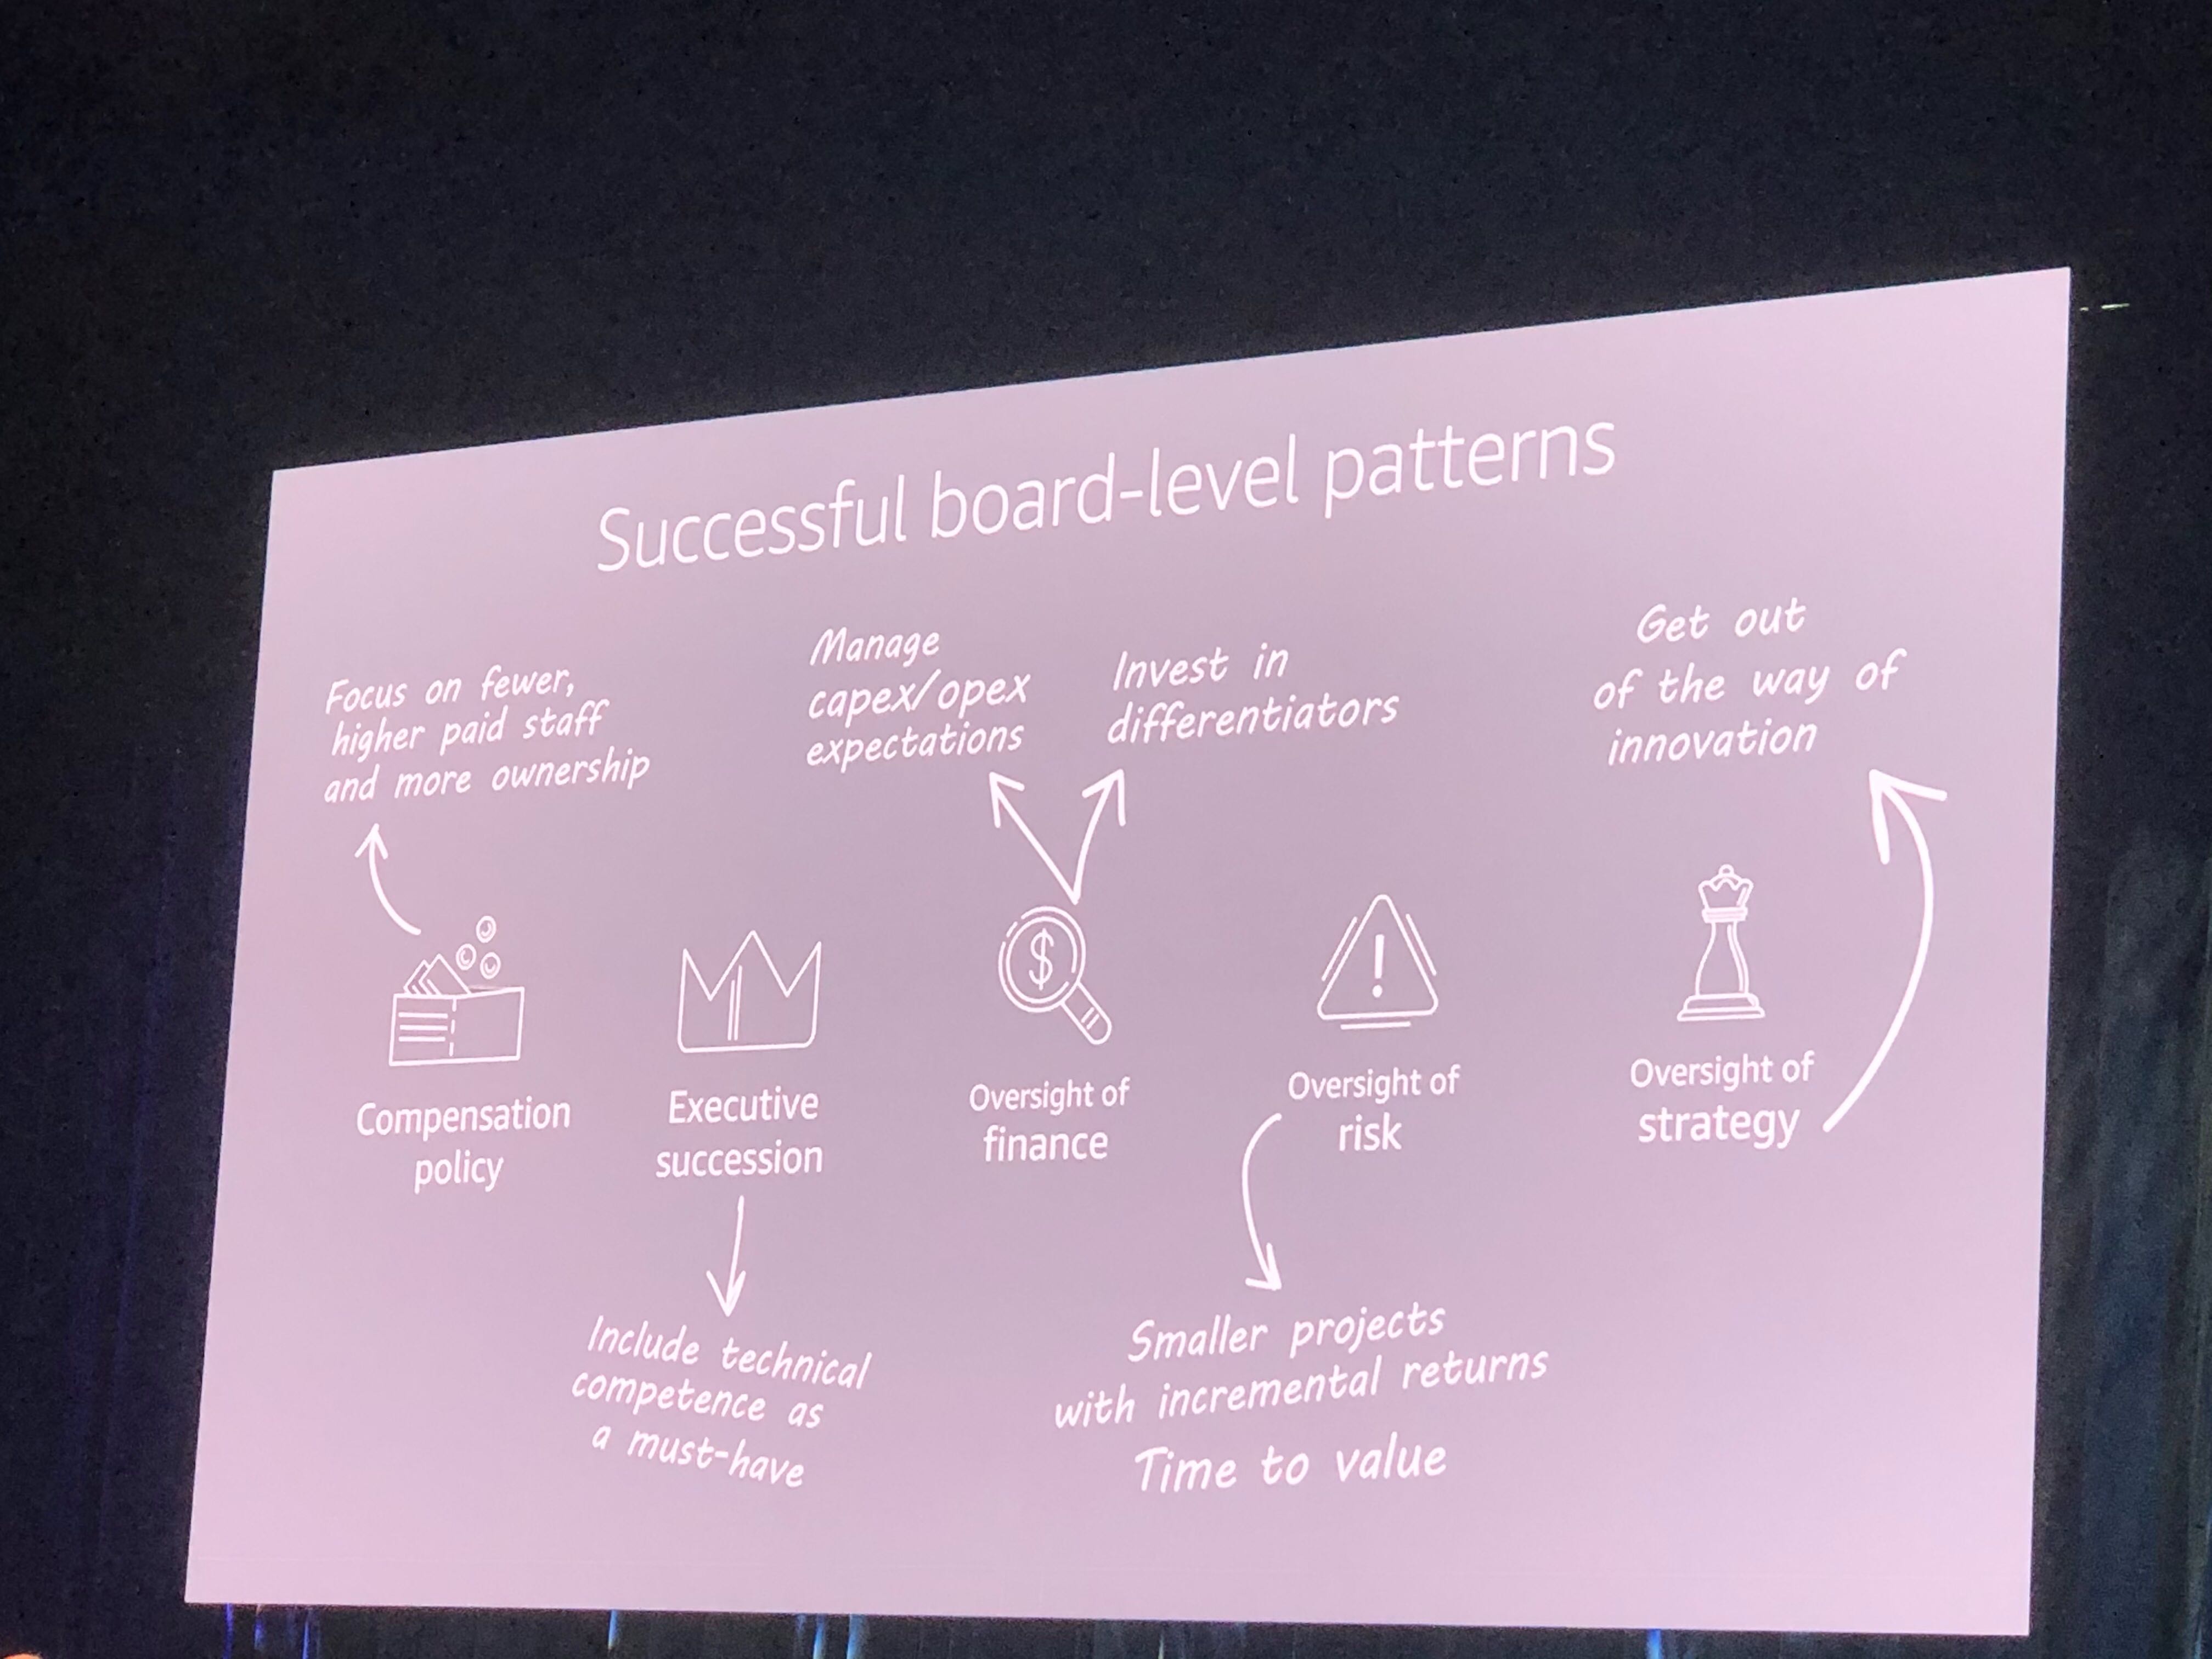 Successful board-level patterns
Focus on fewer,
higher paid staff
and more ownership
Manage
capex/opex
expectations
Invest in
differentiators
Get out
of the way of
innovation
$
!
Compensation
policy
Executive
succession
Oversight of
finance
Oversight of
risk
Oversight of
strategy
Include technical
competence as
a must-have
Smaller projects
with incremental returns
Time to value